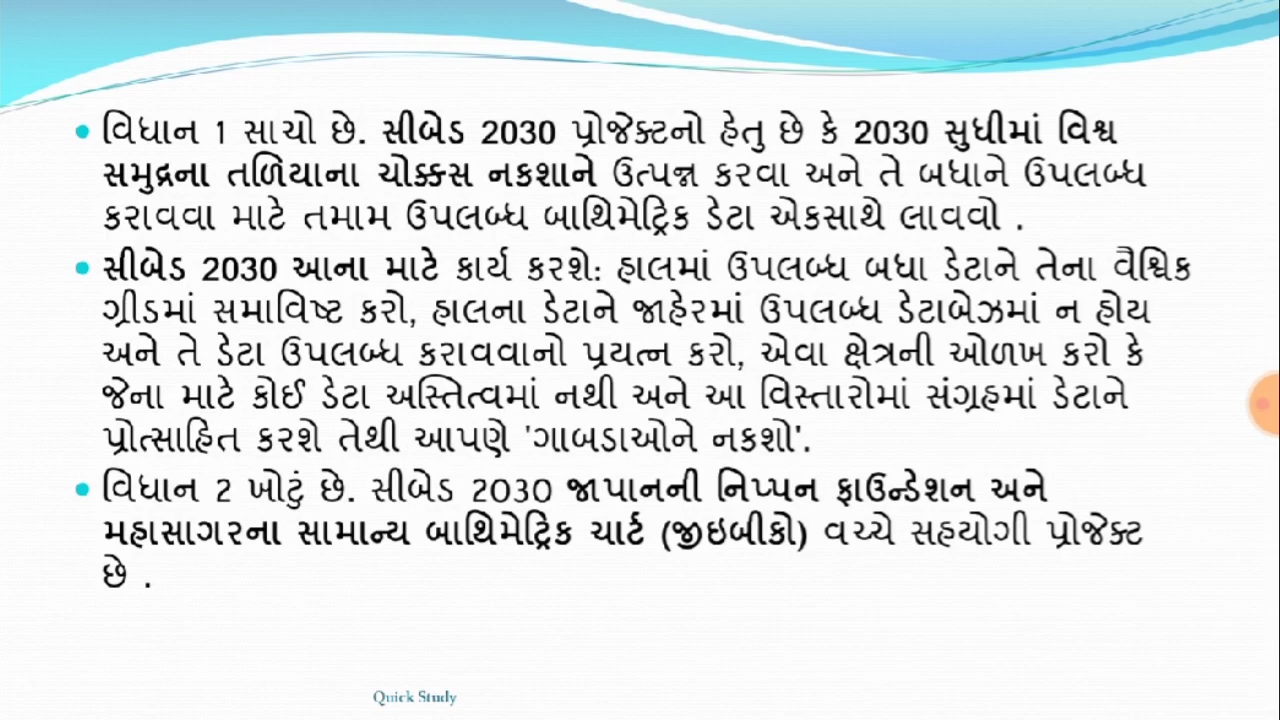 વિધાન 1 સાચો છે. સીબેડ 2030 પ્રોજેક્ટનો હેતુ છે કે 2030 સુધીમાં વિશ્વ
સમુદ્રના તળિયાના ચોક્કસ નકશાને ઉત્પન્ન કરવા અને તે બધાને ઉપલબ્ધ
કરાવવા માટે તમામ ઉપલબ્ધ બાથિમેટ્રિક ડેટા એકસાથે લાવવો .
સીબેડ 2030 આના માટે કાર્ય કરશે: હાલમાં ઉપલબ્ધ બધા ડેટાને તેના વૈશ્વિક
ગ્રીડમાં સમાવિષ્ટ કરો, હાલના ડેટાને જાહેરમાં ઉપલબ્ધ ડેટાબેઝમાં ન હોય
અને તે ડેટા ઉપલબ્ધ કરાવવાનો પ્રયત્ન કરો, એવા ક્ષેત્રની ઓળખ કરો કે
જેના માટે કોઈ ડેટા અસ્તિત્વમાં નથી અને આ વિસ્તારોમાં સંગ્રહમાં ડેટાને
પ્રોત્સાહિત કરશે તેથી આપણે 'ગાબડાઓને નકશો'.
વિધાન 2 ખોટું છે. સીબેડ 2030 જાપાનની નિપ્પન ફાઉન્ડેશન અને
મહાસાગરના સામાન્ય બાથિમેટ્રિક ચાર્ટ (જીઇબીકો) વચ્ચે સહયોગી પ્રોજેક્ટ
છે .
Quick Study